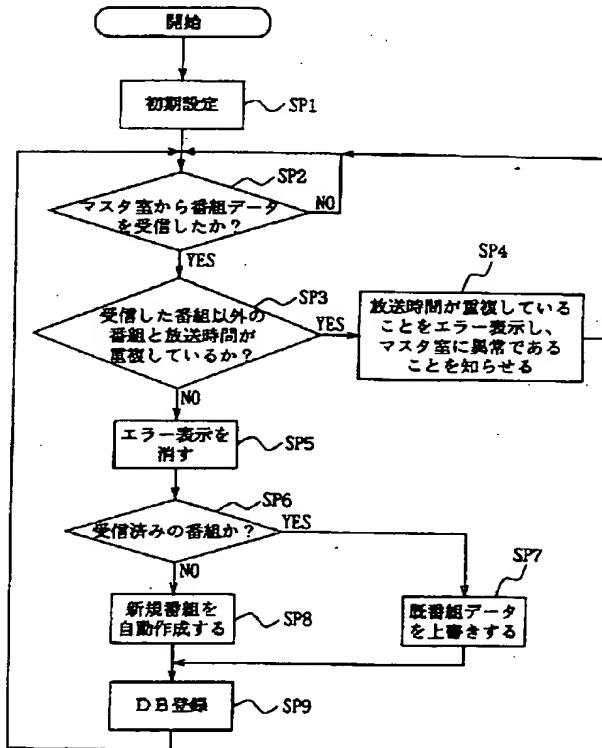 開始
初期設定
SP1
SP2
マスタ室から番組データ
を受信したか？
NO
YES
SP3
受信した番組以外の
番組と放送時間が
重複しているか？
YES
NO
SP4
放送時間が重複している
ことをエラー表示し、
マスタ室に異常である
ことを知らせる
エラー表示を
消す
SP5
SP6
受信済みの番組か？
YES
NO
SP7
既番組データ
を上書きする
新規番組を
自動作成する
SP8
ＤＢ登録
SP9